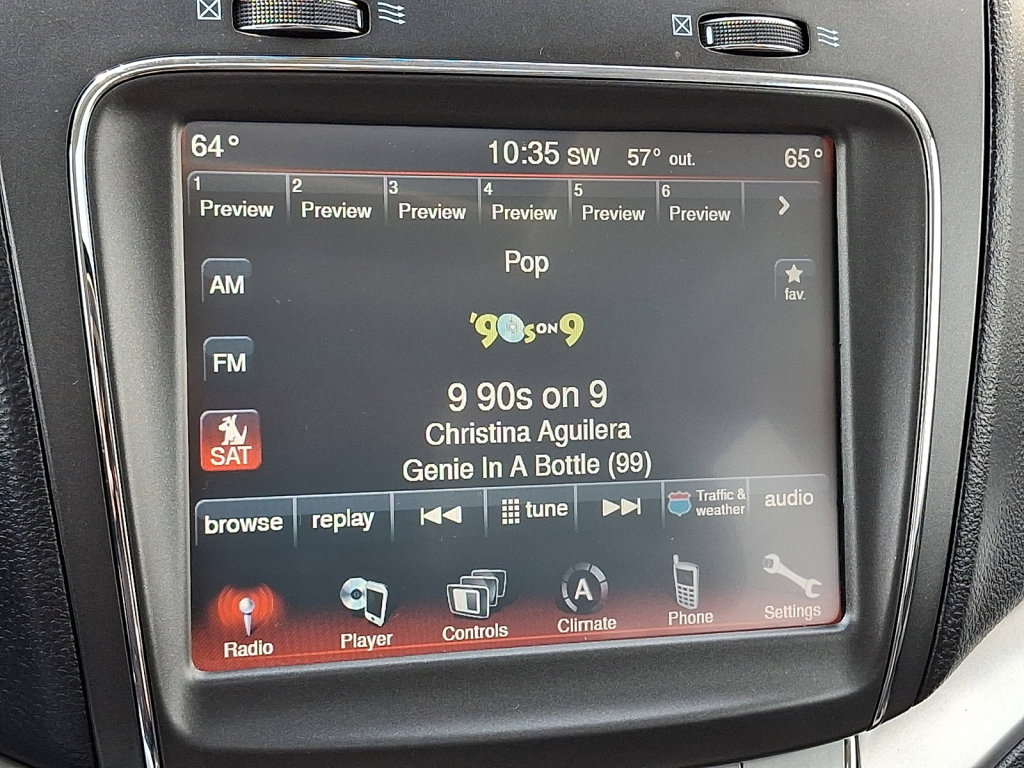 64° 10:35 SW 57° out. 65°
1 Preview 2 Preview 3 Preview 4 Preview 5 Preview 6 Preview
Pop
AM
fav.
'90s ON 9
FM
9 90s on 9
Christina Aguilera
SAT
Genie In A Bottle (99)
browse replay tune Traffic & weather audio
Radio Player Controls A Climate Phone Settings